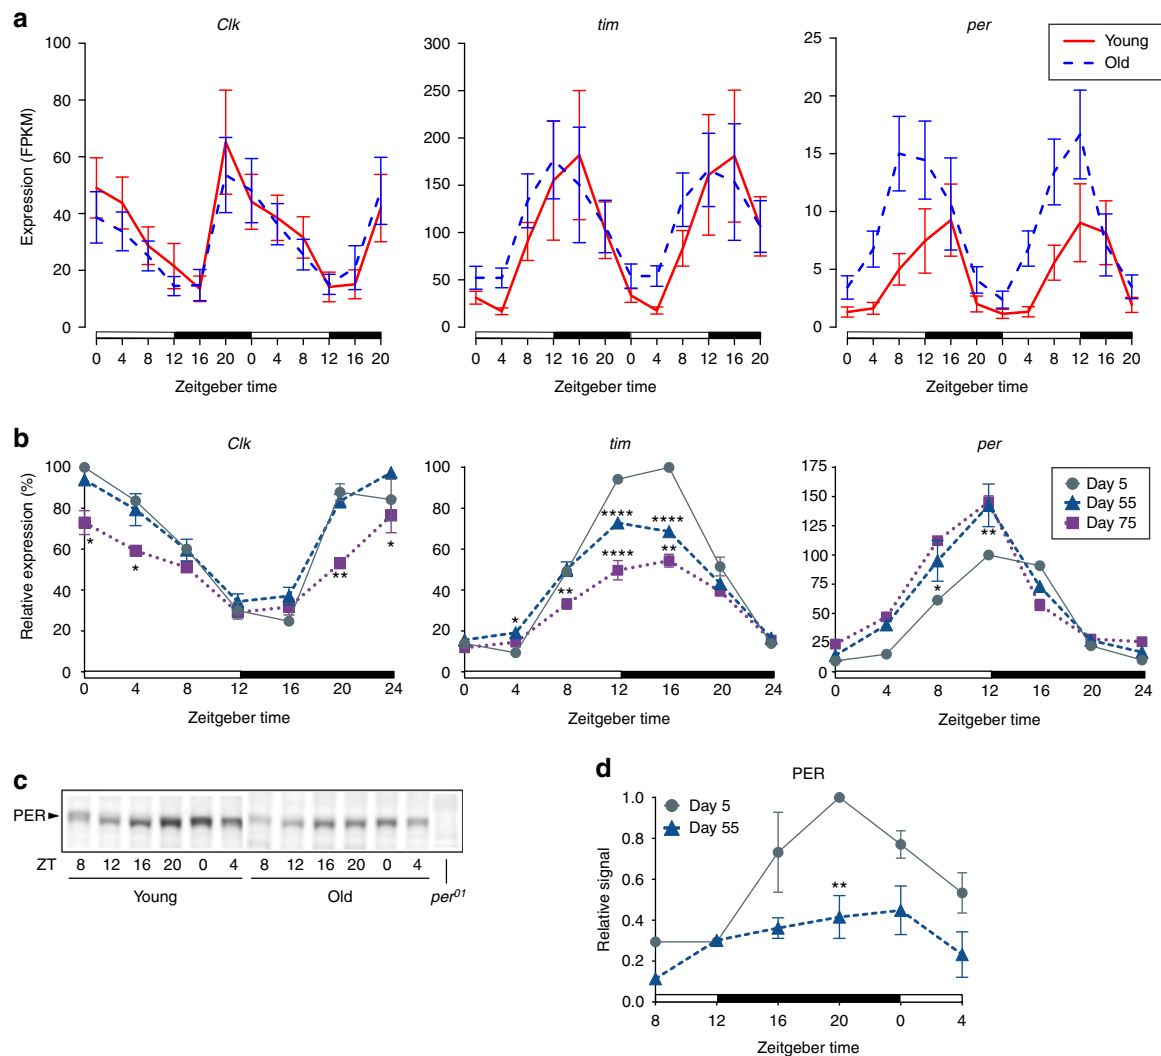 a
Clk
tim
per
Young
Old
Expression (FPKM)
100
80
60
40
20
0
300
250
200
150
100
50
0
25
20
15
10
5
0
0 4 8 12 16 20 0 4 8 12 16 20
0 4 8 12 16 20 0 4 8 12 16 20
0 4 8 12 16 20 0 4 8 12 16 20
Zeitgeber time
Zeitgeber time
Zeitgeber time
b
Clk
tim
per
Day 5
Day 55
Day 75
Relative expression (%)
100
80
60
40
20
0
100
80
60
40
20
0
175
150
125
100
75
50
25
0
*
*
**
*
*
**
****
****
****
**
*
**
0 4 8 12 16 20 24
0 4 8 12 16 20 24
0 4 8 12 16 20 24
Zeitgeber time
Zeitgeber time
Zeitgeber time
c
PER
ZT 8 12 16 20 0 4 8 12 16 20 0 4
Young
Old
per01
d
PER
Day 5
Day 55
Relative signal
1.0
0.8
0.6
0.4
0.2
0.0
**
8 12 16 20 0 4
Zeitgeber time